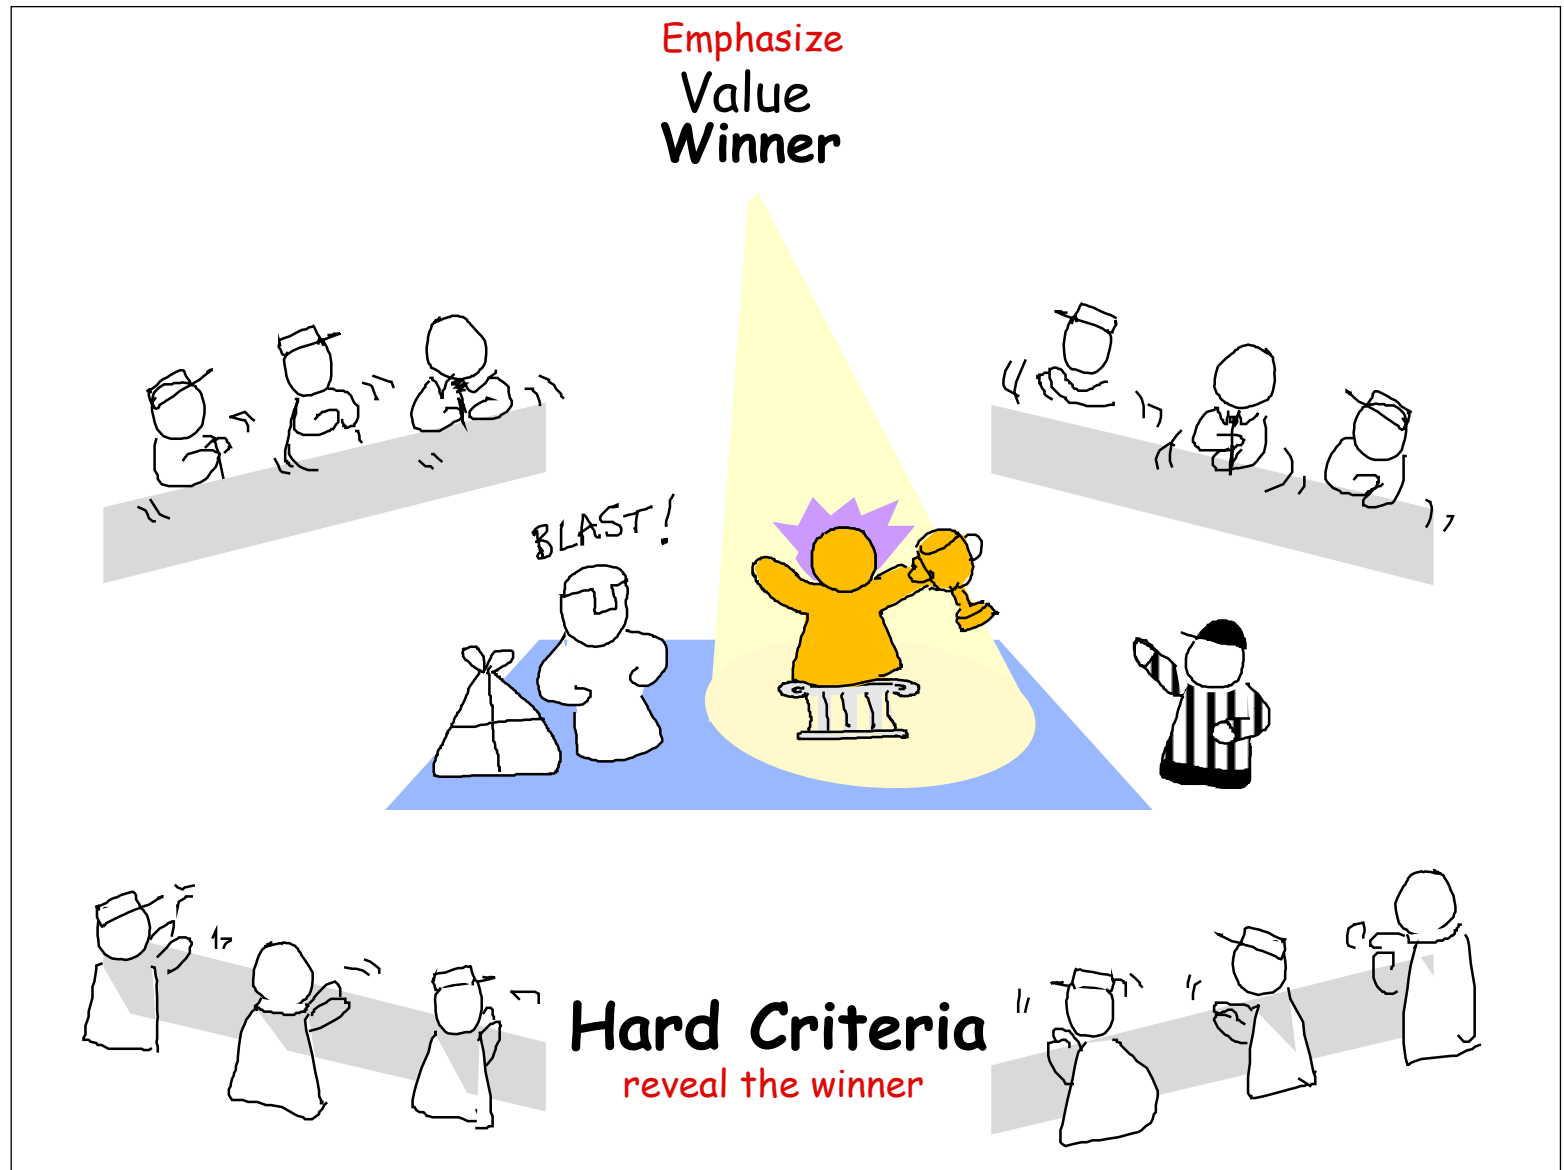 Emphasize
Value
Winner
BLAST!
Hard Criteria
reveal the winner